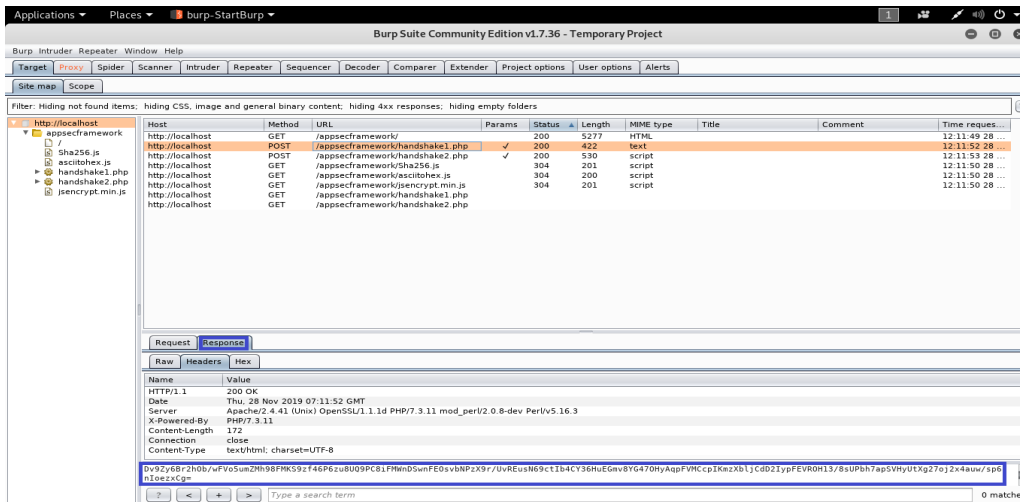 Applications Places burp-StartBurp 1
Burp Suite Community Edition v1.7.36 - Temporary Project
Burp Intruder Repeater Window Help
Target Proxy Spider Scanner Intruder Repeater Sequencer Decoder Comparer Extender Project options User options Alerts
Site map Scope
Filter: Hiding not found items; hiding CSS, image and general binary content; hiding 4xx responses; hiding empty folders
http://localhost
appsecframework
/
Sha256.js
asciitohex.js
handshake1.php
handshake2.php
jsencrypt.min.js
Host Method URL Params Status Length MIME type Title Comment Time reques...
http://localhost GET /appsecframework/ 200 5277 HTML 12:11:49 28 ...
http://localhost POST /appsecframework/handshake1.php ✓ 200 422 text 12:11:52 28 ...
http://localhost POST /appsecframework/handshake2.php ✓ 200 530 script 12:11:53 28 ...
http://localhost GET /appsecframework/Sha256.js 304 201 script 12:11:50 28 ...
http://localhost GET /appsecframework/asciitohex.js 304 200 script 12:11:50 28 ...
http://localhost GET /appsecframework/jsencrypt.min.js 304 201 script 12:11:50 28 ...
http://localhost GET /appsecframework/handshake1.php
http://localhost GET /appsecframework/handshake2.php
Request Response
Raw Headers Hex
Name Value
HTTP/1.1 200 OK
Date Thu, 28 Nov 2019 07:11:52 GMT
Server Apache/2.4.41 (Unix) OpenSSL/1.1.1d PHP/7.3.11 mod_perl/2.0.8-dev Perl/v5.16.3
X-Powered-By PHP/7.3.11
Content-Length 172
Connection close
Content-Type text/html; charset=UTF-8
Dv9Zy6Br2hOb/wFVoSumZMh98FMKS9zf46P6zu8UQ9PC8iFMWnDSwnFEOsvbNPzX9r/UvREusN69ctIb4CY36HuEGmv8YG47OHyAqpFVMCcpIKmzXbljCdD2IypFEVROH13/8sUPbh7apSVHyUtXg27oj2x4auw/sp6
nIoezxCg=
? < + > Type a search term 0 matche